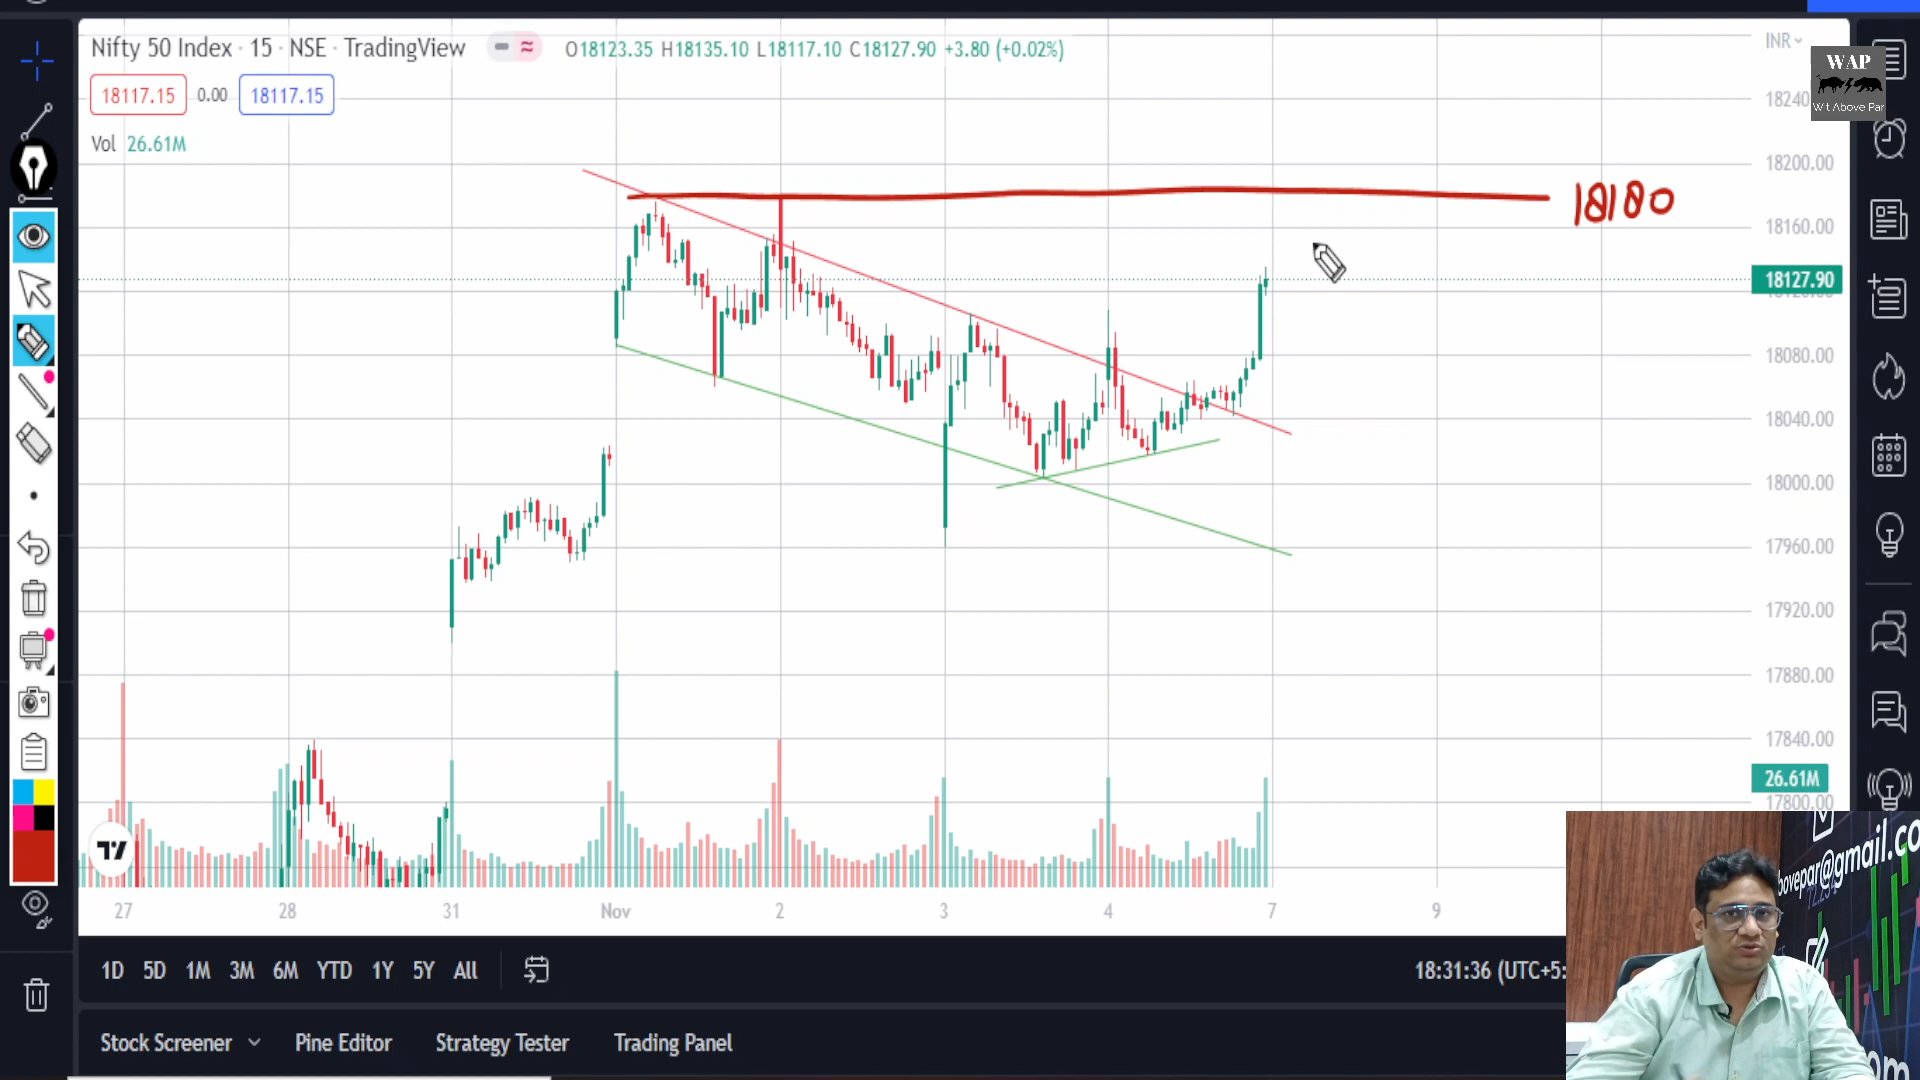 Nifty 50 Index · 15 · NSE · TradingView
O18123.35 H18135.10 L18117.10 C18127.90 +3.80 (+0.02%)
INR
18117.15 0.00 18117.15
WAP
Vol 26.61M
18240
18200.00
18180
18160.00
18127.90
18080.00
18040.00
18000.00
17960.00
17920.00
17880.00
17840.00
26.61M
17800.00
27 28 31 Nov 2 3 4 7 9
bovepar@gmail.co
1D 5D 1M 3M 6M YTD 1Y 5Y All
18:31:36 (UTC+5:
Stock Screener Pine Editor Strategy Tester Trading Panel
om